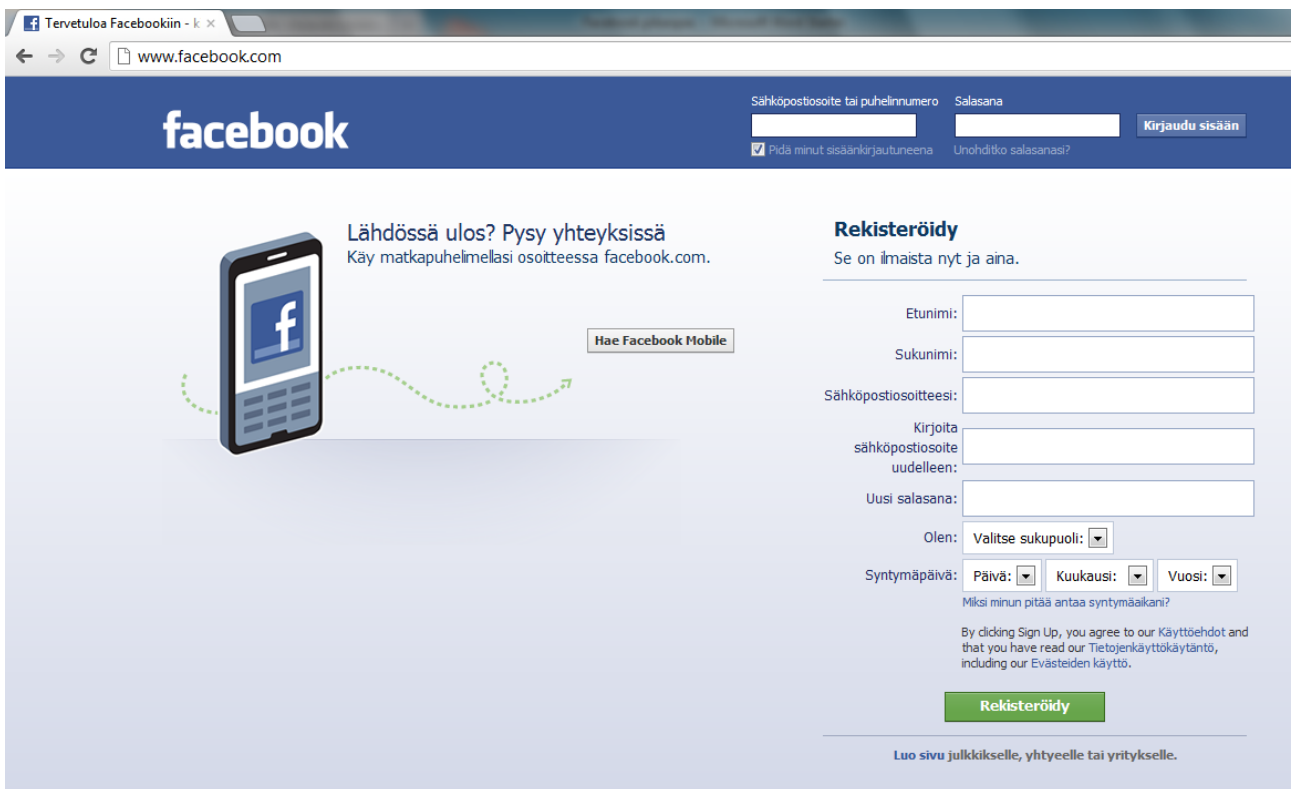 Tervetuloa Facebookiin - k
www.facebook.com
facebook
Sähköpostiosoite tai puhelinnumero
Salasana
Kirjaudu sisään
Pidä minut sisäänkirjautuneena
Unohditko salasanasi?
Lähdössä ulos? Pysy yhteyksissä
Käy matkapuhelimellasi osoitteessa facebook.com.
Hae Facebook Mobile
Rekisteröidy
Se on ilmaista nyt ja aina.
Etunimi:
Sukunimi:
Sähköpostiosoitteesi:
Kirjoita
sähköpostiosoite
uudelleen:
Uusi salasana:
Olen: Valitse sukupuoli:
Syntymäpäivä: Päivä: Kuukausi: Vuosi:
Miksi minun pitää antaa syntymäaikani?
By clicking Sign Up, you agree to our Käyttöehdot and
that you have read our Tietojenkäyttökäytäntö,
including our Evästeiden käyttö.
Rekisteröidy
Luo sivu julkkikselle, yhtyeelle tai yritykselle.